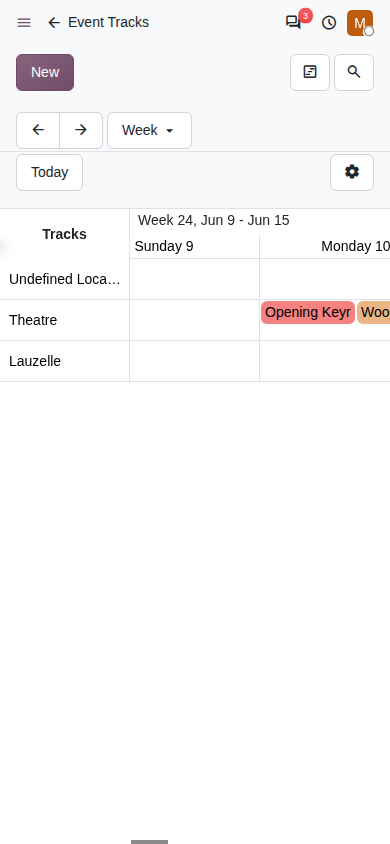 Event Tracks
3
M
New
Week
Today
Tracks
Week 24, Jun 9 - Jun 15
Sunday 9
Monday 10
Undefined Loca…
Theatre
Opening Keyr
Woo
Lauzelle